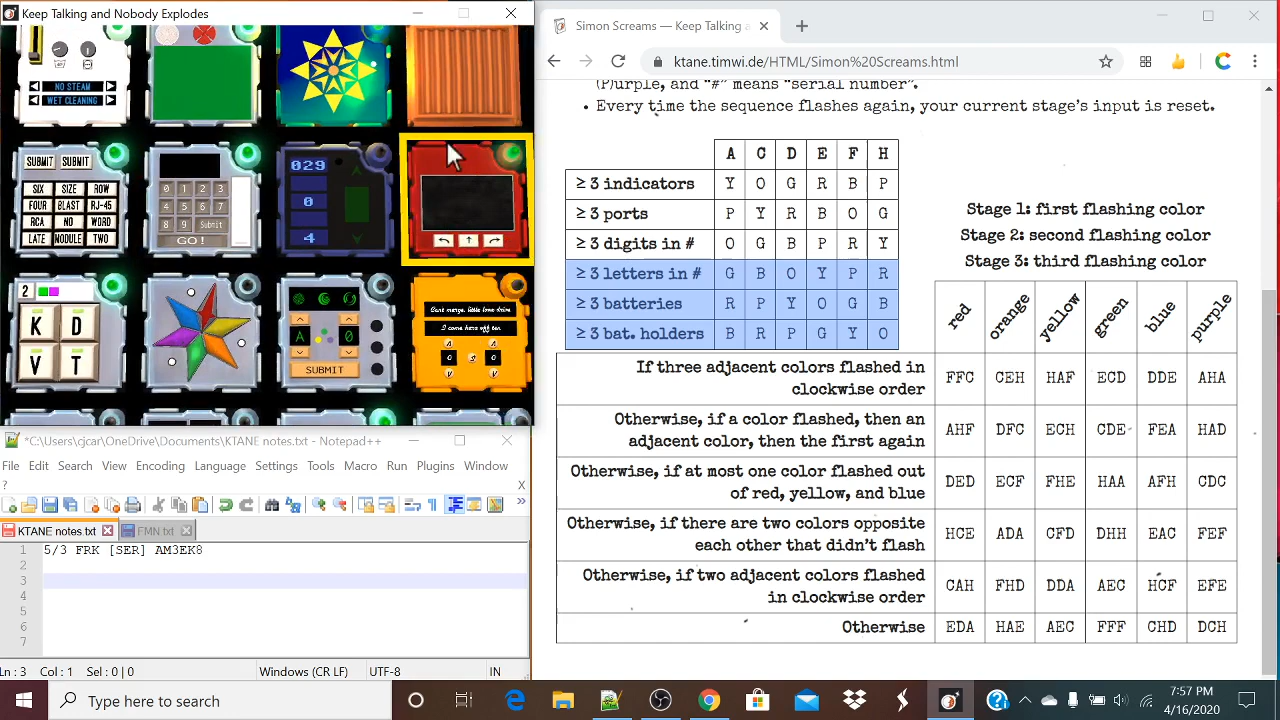 Keep Talking and Nobody Explodes
NO STEAM
WET CLEANING
SUBMIT SUBMIT
SIX SIZE ROW
FOUR BLAST RJ-45
RCA NO WORD
LATE MODULE TWO
0 1 2 3
4 5 6 7
8 9 Submit
GO!
029
0
4
2
K D
V T
A 0
SUBMIT
I come here off ten
0 0
*C:\Users\gjcar\OneDrive\Documents\KTANE notes.txt - Notepad++
File Edit Search View Encoding Language Settings Tools Macro Run Plugins Window
? X
KTANE notes.txt FMN txt
1 5/3 FRK [SER] AM3EK8
2
3
4
5
6
7
Ln : 3 Col : 1 Sel : 0 | 0 Windows (CR LF) UTF-8 IN
Simon Screams — Keep Talking a
ktane.timwi.de/HTML/Simon%20Screams.html
(P)urple, and “#” means “serial number”.
• Every time the sequence flashes again, your current stage’s input is reset.
A C D E F H
≥ 3 indicators Y O G R B P
≥ 3 ports P Y R B O G
≥ 3 digits in # O G B P R Y
≥ 3 letters in # G B O Y P R
≥ 3 batteries R P Y O G B
≥ 3 bat. holders B R P G Y O
Stage 1: first flashing color
Stage 2: second flashing color
Stage 3: third flashing color
red orange yellow green blue purple
If three adjacent colors flashed in
clockwise order
FFC CEH HAF ECD DDE AHA
Otherwise, if a color flashed, then an
adjacent color, then the first again
AHF DFC ECH CDE FEA HAD
Otherwise, if at most one color flashed out
of red, yellow, and blue
DED ECF FHE HAA AFH CDC
Otherwise, if there are two colors opposite
each other that didn’t flash
HCE ADA CFD DHH EAC FEF
Otherwise, if two adjacent colors flashed
in clockwise order
CAH FHD DDA AEC HCF EFE
Otherwise EDA HAE AEC FFF CHD DCH
Type here to search
7:57 PM
4/16/2020